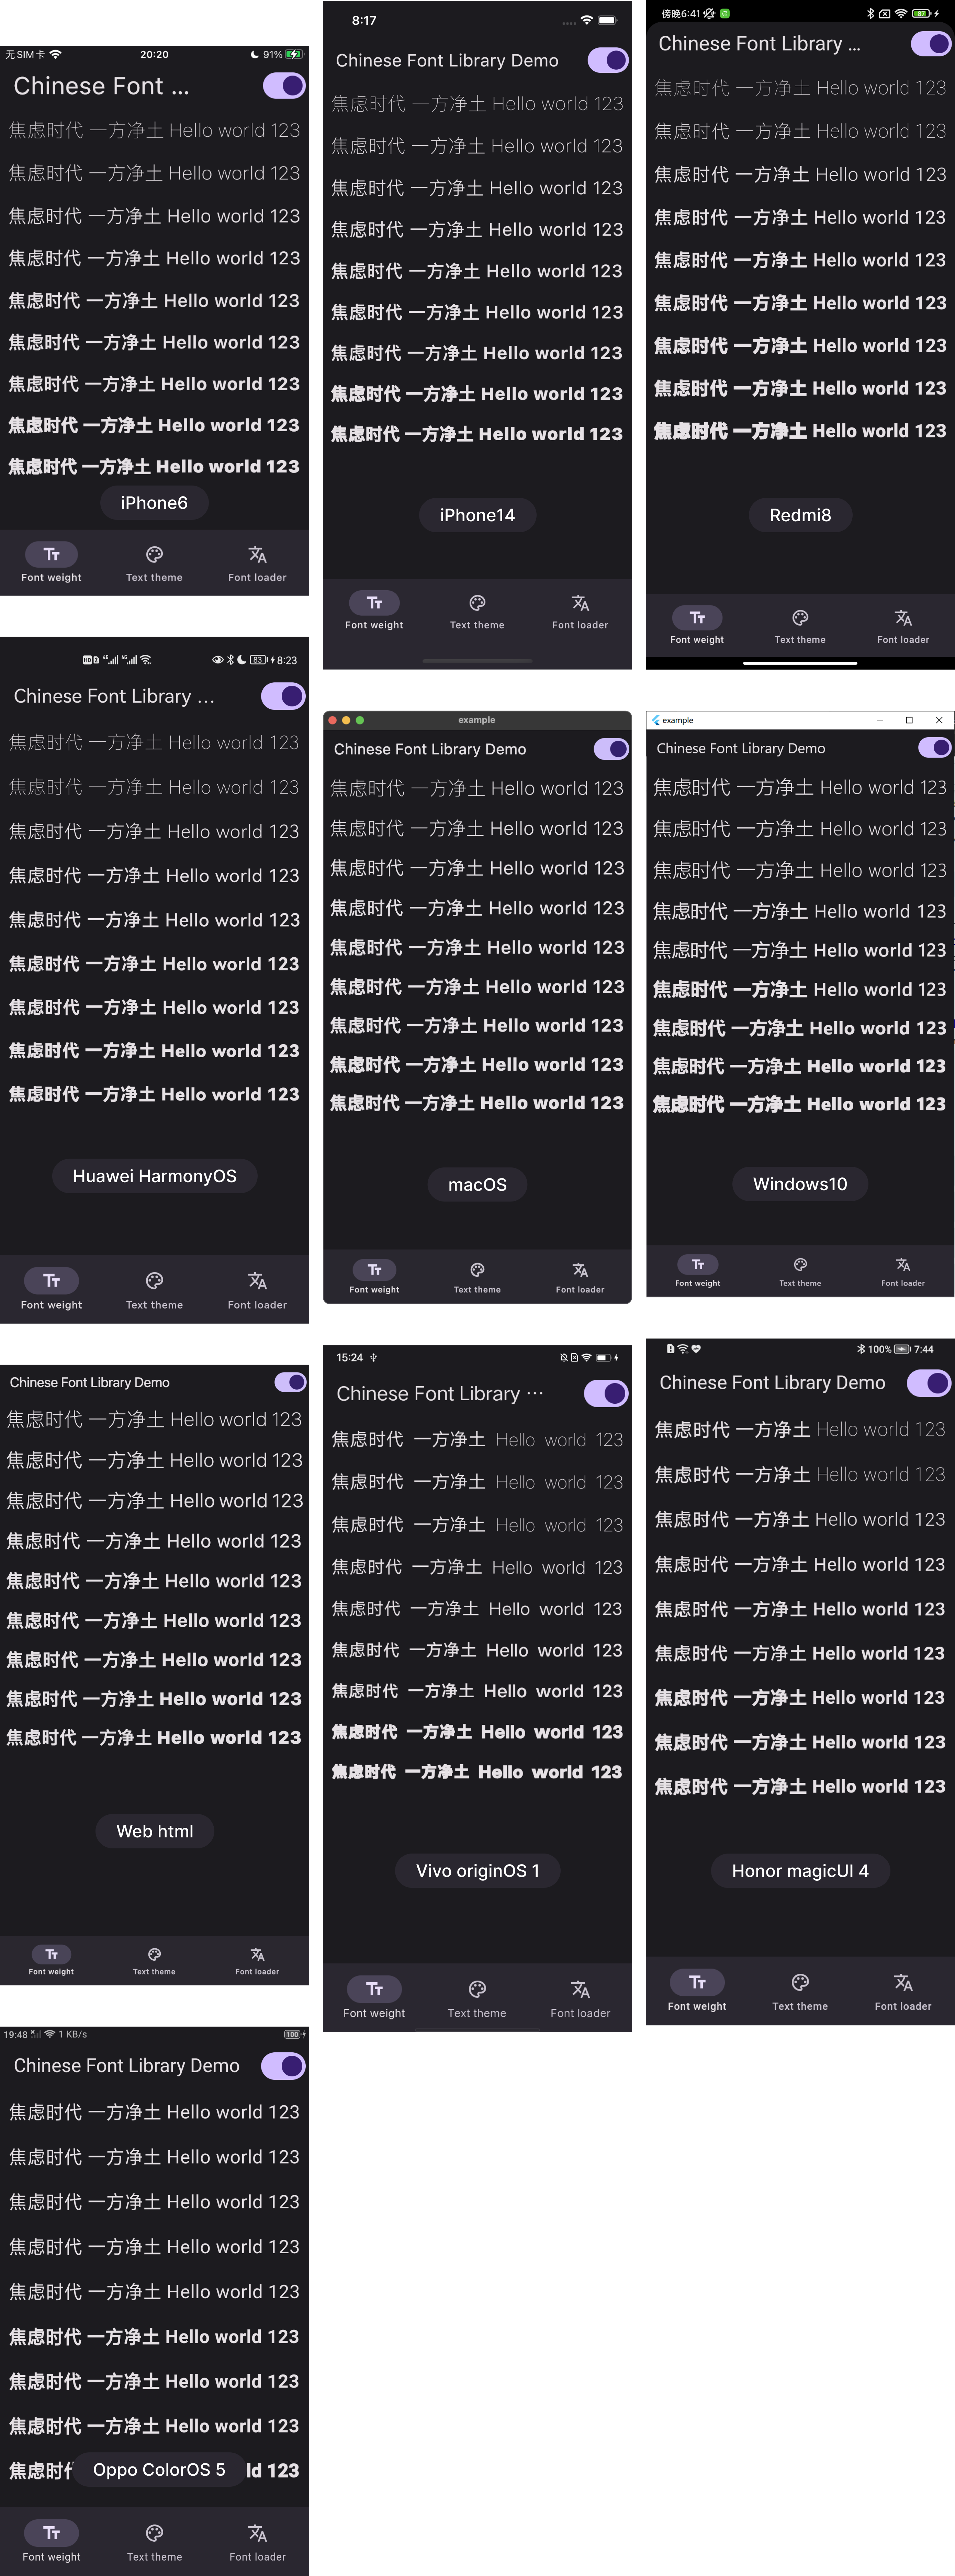 无SIM卡 20:20 91%
Chinese Font ...
焦虑时代 一方净土 Hello world 123
焦虑时代 一方净土 Hello world 123
焦虑时代 一方净土 Hello world 123
焦虑时代 一方净土 Hello world 123
焦虑时代 一方净土 Hello world 123
焦虑时代 一方净土 Hello world 123
焦虑时代 一方净土 Hello world 123
焦虑时代 一方净土 Hello world 123
焦虑时代 一方净土 Hello world 123
iPhone6
Font weight Text theme Font loader
8:17
Chinese Font Library Demo
焦虑时代 一方净土 Hello world 123
焦虑时代 一方净土 Hello world 123
焦虑时代 一方净土 Hello world 123
焦虑时代 一方净土 Hello world 123
焦虑时代 一方净土 Hello world 123
焦虑时代 一方净土 Hello world 123
焦虑时代 一方净土 Hello world 123
焦虑时代 一方净土 Hello world 123
焦虑时代 一方净土 Hello world 123
iPhone14
Font weight Text theme Font loader
傍晚6:41
Chinese Font Library ...
焦虑时代 一方净土 Hello world 123
焦虑时代 一方净土 Hello world 123
焦虑时代 一方净土 Hello world 123
焦虑时代 一方净土 Hello world 123
焦虑时代 一方净土 Hello world 123
焦虑时代 一方净土 Hello world 123
焦虑时代 一方净土 Hello world 123
焦虑时代 一方净土 Hello world 123
焦虑时代 一方净土 Hello world 123
Redmi8
Font weight Text theme Font loader
83 8:23
Chinese Font Library ...
焦虑时代 一方净土 Hello world 123
焦虑时代 一方净土 Hello world 123
焦虑时代 一方净土 Hello world 123
焦虑时代 一方净土 Hello world 123
焦虑时代 一方净土 Hello world 123
焦虑时代 一方净土 Hello world 123
焦虑时代 一方净土 Hello world 123
焦虑时代 一方净土 Hello world 123
焦虑时代 一方净土 Hello world 123
Huawei HarmonyOS
Font weight Text theme Font loader
example
Chinese Font Library Demo
焦虑时代 一方净土 Hello world 123
焦虑时代 一方净土 Hello world 123
焦虑时代 一方净土 Hello world 123
焦虑时代 一方净土 Hello world 123
焦虑时代 一方净土 Hello world 123
焦虑时代 一方净土 Hello world 123
焦虑时代 一方净土 Hello world 123
焦虑时代 一方净土 Hello world 123
焦虑时代 一方净土 Hello world 123
macOS
Font weight Text theme Font loader
example
Chinese Font Library Demo
焦虑时代 一方净土 Hello world 123
焦虑时代 一方净土 Hello world 123
焦虑时代 一方净土 Hello world 123
焦虑时代 一方净土 Hello world 123
焦虑时代 一方净土 Hello world 123
焦虑时代 一方净土 Hello world 123
焦虑时代 一方净土 Hello world 123
焦虑时代 一方净土 Hello world 123
焦虑时代 一方净土 Hello world 123
Windows10
Font weight Text theme Font loader
Chinese Font Library Demo
焦虑时代 一方净土 Hello world 123
焦虑时代 一方净土 Hello world 123
焦虑时代 一方净土 Hello world 123
焦虑时代 一方净土 Hello world 123
焦虑时代 一方净土 Hello world 123
焦虑时代 一方净土 Hello world 123
焦虑时代 一方净土 Hello world 123
焦虑时代 一方净土 Hello world 123
焦虑时代 一方净土 Hello world 123
Web html
Font weight Text theme Font loader
15:24
Chinese Font Library ···
焦虑时代 一方净土 Hello world 123
焦虑时代 一方净土 Hello world 123
焦虑时代 一方净土 Hello world 123
焦虑时代 一方净土 Hello world 123
焦虑时代 一方净土 Hello world 123
焦虑时代 一方净土 Hello world 123
焦虑时代 一方净土 Hello world 123
焦虑时代 一方净土 Hello world 123
焦虑时代 一方净土 Hello world 123
Vivo originOS 1
Font weight Text theme Font loader
100% 7:44
Chinese Font Library Demo
焦虑时代 一方净土 Hello world 123
焦虑时代 一方净土 Hello world 123
焦虑时代 一方净土 Hello world 123
焦虑时代 一方净土 Hello world 123
焦虑时代 一方净土 Hello world 123
焦虑时代 一方净土 Hello world 123
焦虑时代 一方净土 Hello world 123
焦虑时代 一方净土 Hello world 123
焦虑时代 一方净土 Hello world 123
Honor magicUI 4
Font weight Text theme Font loader
19:48 1 KB/s 100
Chinese Font Library Demo
焦虑时代 一方净土 Hello world 123
焦虑时代 一方净土 Hello world 123
焦虑时代 一方净土 Hello world 123
焦虑时代 一方净土 Hello world 123
焦虑时代 一方净土 Hello world 123
焦虑时代 一方净土 Hello world 123
焦虑时代 一方净土 Hello world 123
焦虑时代 一方净土 Hello world 123
焦虑时 Oppo ColorOS 5 ld 123
Font weight Text theme Font loader